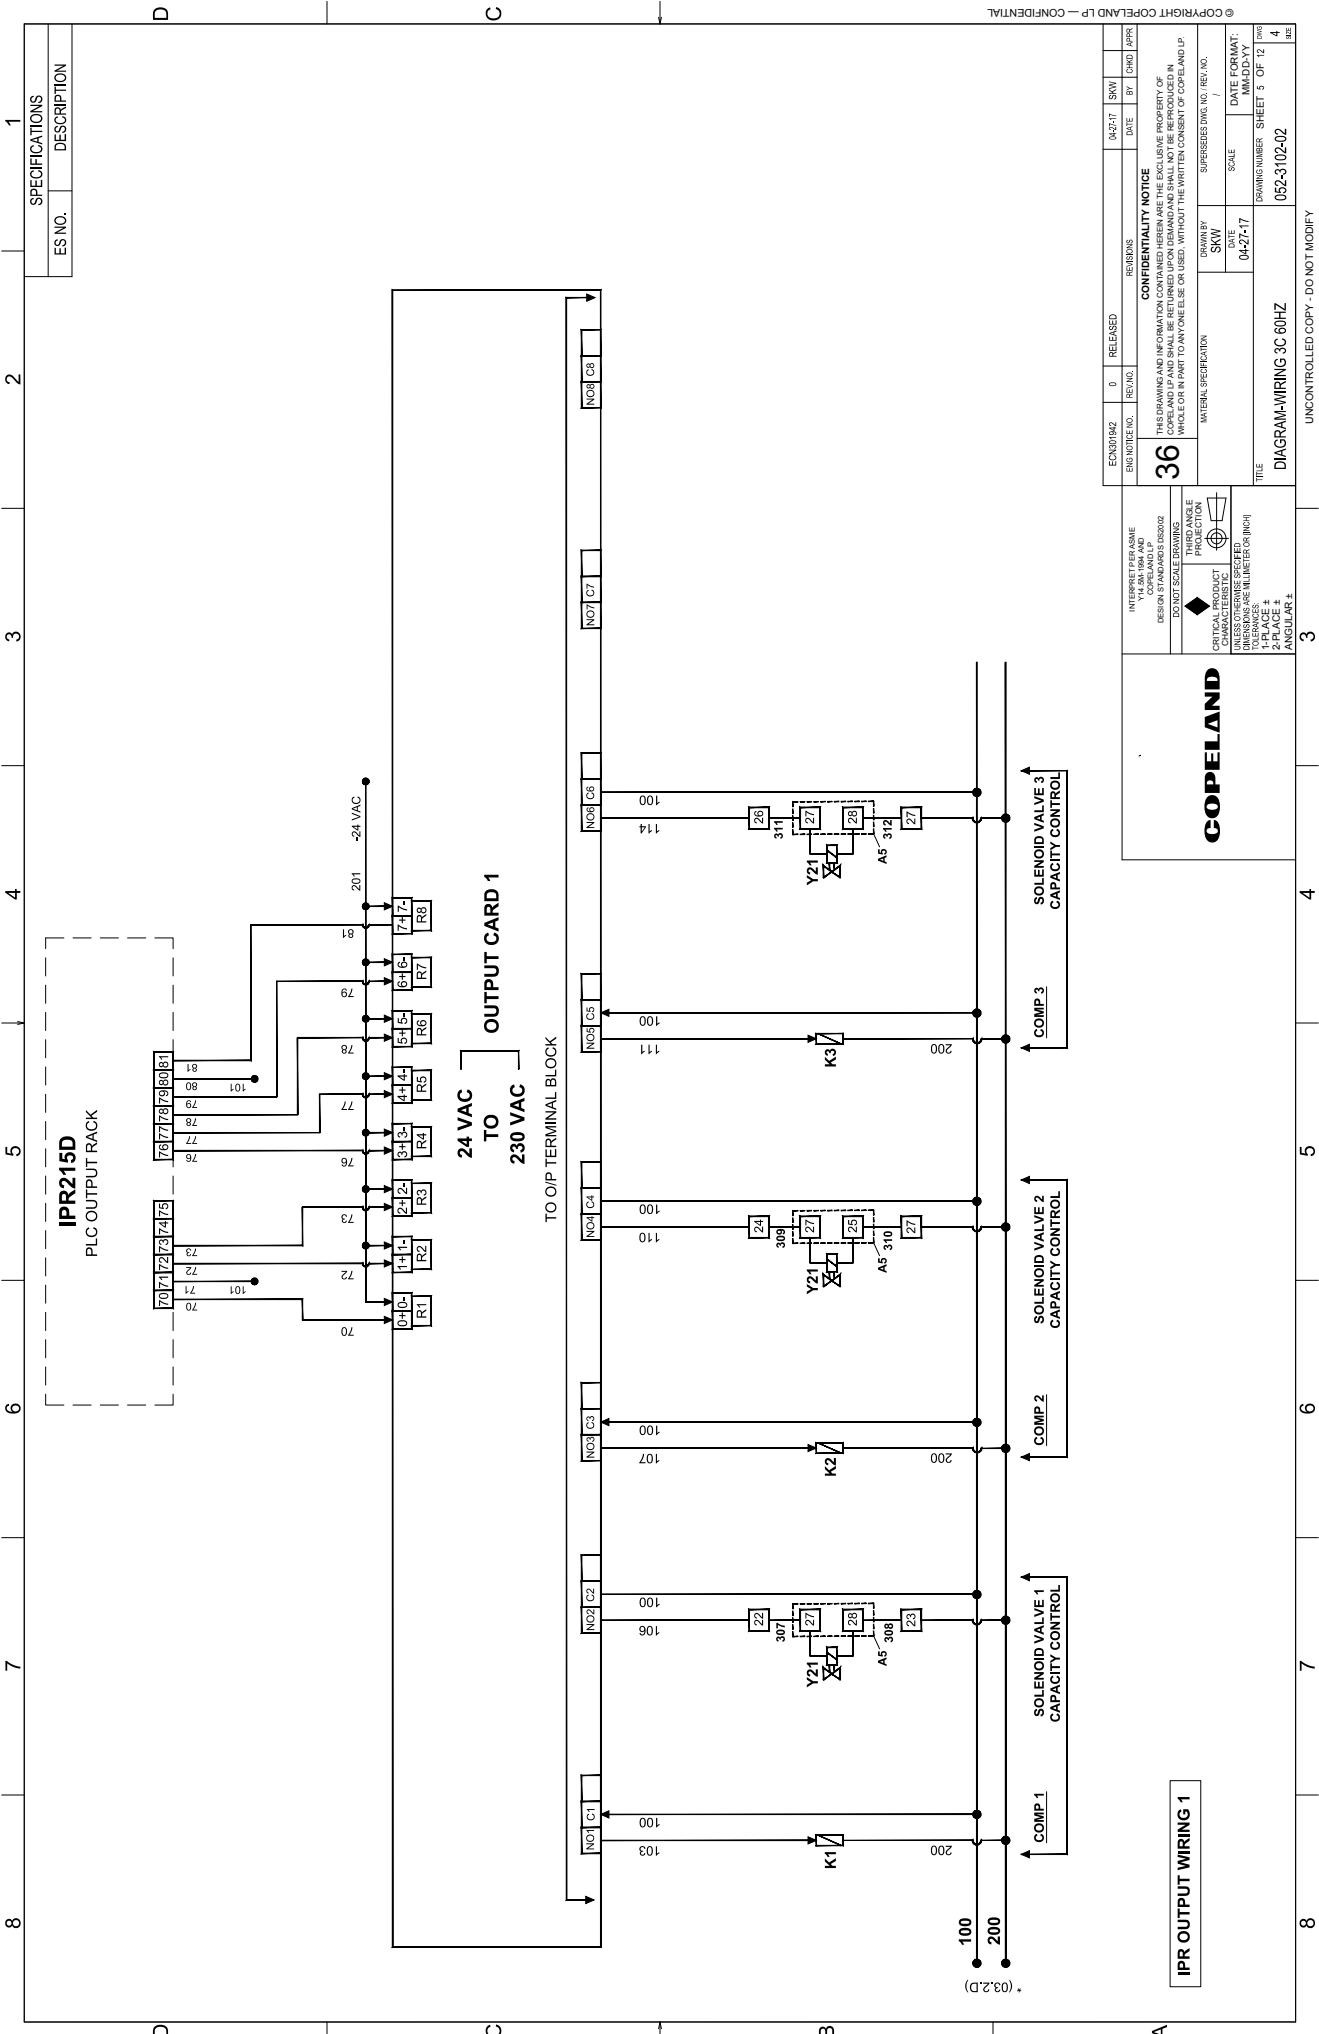 8 7 6 5 4 3 2 1
D
C
B
A
SPECIFICATIONS
ES NO. DESCRIPTION
IPR215D
PLC OUTPUT RACK
70 71 72 73 74 75
76 77 78 79 80 81
70 71 72 73 76 77 78 79 80 81
101 101
70 72 73 76 77 78 79 81
201 -24 VAC
0+ 0- 1+ 1- 2+ 2- 3+ 3- 4+ 4- 5+ 5- 6+ 6- 7+ 7-
R1 R2 R3 R4 R5 R6 R7 R8
24 VAC
TO
230 VAC
OUTPUT CARD 1
TO O/P TERMINAL BLOCK
NO1 C1 NO2 C2 NO3 C3 NO4 C4 NO5 C5 NO6 C6 NO7 C7 NO8 C8
103 100 106 100 107 100 110 100 111 100 114 100
K1 200
22 307 27 28 308 23
Y21 A5
K2 200
24 309 27 25 310 27
Y21 A5
K3 200
26 311 27 28 312 27
Y21 A5
100
200
* (03.2.D)
COMP 1
SOLENOID VALVE 1
CAPACITY CONTROL
COMP 2
SOLENOID VALVE 2
CAPACITY CONTROL
COMP 3
SOLENOID VALVE 3
CAPACITY CONTROL
IPR OUTPUT WIRING 1
COPELAND
INTERPRET PER ASME
Y14.5M-1994 AND
COPELAND LP
DESIGN STANDARDS DS2002
DO NOT SCALE DRAWING
CRITICAL PRODUCT
CHARACTERISTIC
THIRD ANGLE
PROJECTION
UNLESS OTHERWISE SPECIFIED
DIMENSIONS ARE MILLIMETER OR [INCH]
TOLERANCES:
1-PLACE ±
2-PLACE ±
ANGULAR ±
ECN301942 0 RELEASED 04-27-17 SKW
ENG NOTICE NO. REV.NO. REVISIONS DATE BY CHKD APPR
36
CONFIDENTIALITY NOTICE
THIS DRAWING AND INFORMATION CONTAINED HEREIN ARE THE EXCLUSIVE PROPERTY OF
COPELAND LP AND SHALL BE RETURNED UPON DEMAND AND SHALL NOT BE REPRODUCED IN
WHOLE OR IN PART TO ANYONE ELSE OR USED, WITHOUT THE WRITTEN CONSENT OF COPELAND LP.
MATERIAL SPECIFICATION
DRAWN BY
SKW
SUPERSEDES DWG. NO. / REV. NO.
/
DATE
04-27-17
SCALE
DATE FORMAT:
MM-DD-YY
TITLE
DIAGRAM-WIRING 3C 60HZ
DRAWING NUMBER SHEET 5 OF 12
052-3102-02
DWG
4
SIZE
UNCONTROLLED COPY - DO NOT MODIFY
© COPYRIGHT COPELAND LP — CONFIDENTIAL
8 7 6 5 4 3
D
C